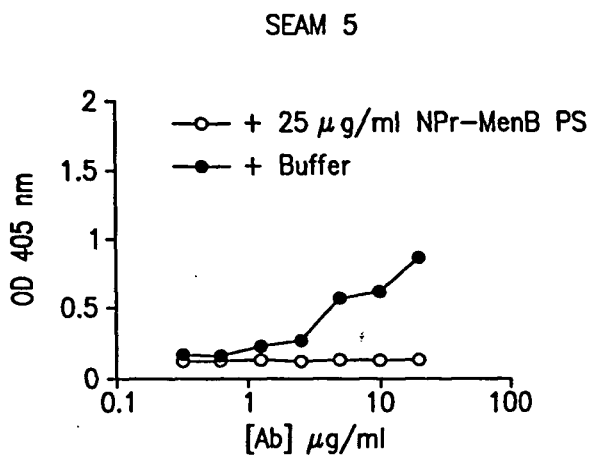 SEAM 5
2
+ 25 μg/ml NPr-MenB PS
1.5
+ Buffer
1
0.5
0
OD 405 nm
0.1
1
10
100
[Ab] μg/ml